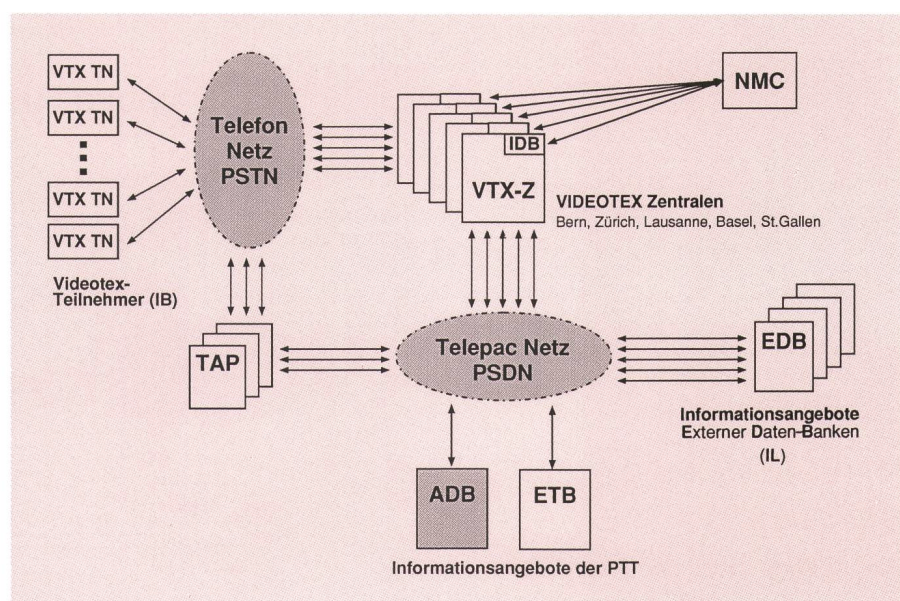 VTX TN
VTX TN
VTX TN
VTX TN
Videotex-
Teilnehmer (IB)
Telefon
Netz
PSTN
IDB
VTX-Z
NMC
VIDEOTEX Zentralen
Bern, Zürich, Lausanne, Basel, St.Gallen
TAP
Telepac Netz
PSDN
EDB
Informationsangebote
Externer Daten-Banken
(IL)
ADB
ETB
Informationsangebote der PTT